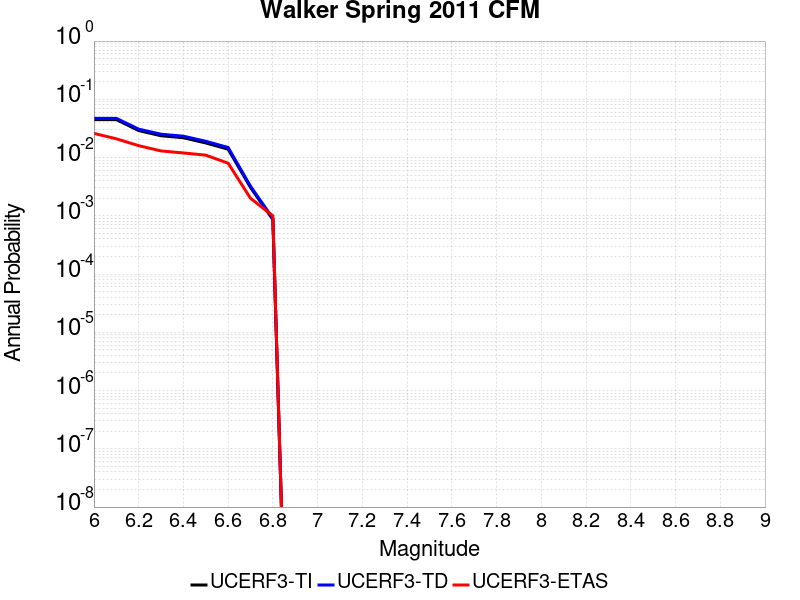 Walker Spring 2011 CFM
10^0
10^-1
10^-2
10^-3
10^-4
10^-5
10^-6
10^-7
10^-8
Annual Probability
6 6.2 6.4 6.6 6.8 7 7.2 7.4 7.6 7.8 8 8.2 8.4 8.6 8.8 9
Magnitude
UCERF3-TI UCERF3-TD UCERF3-ETAS